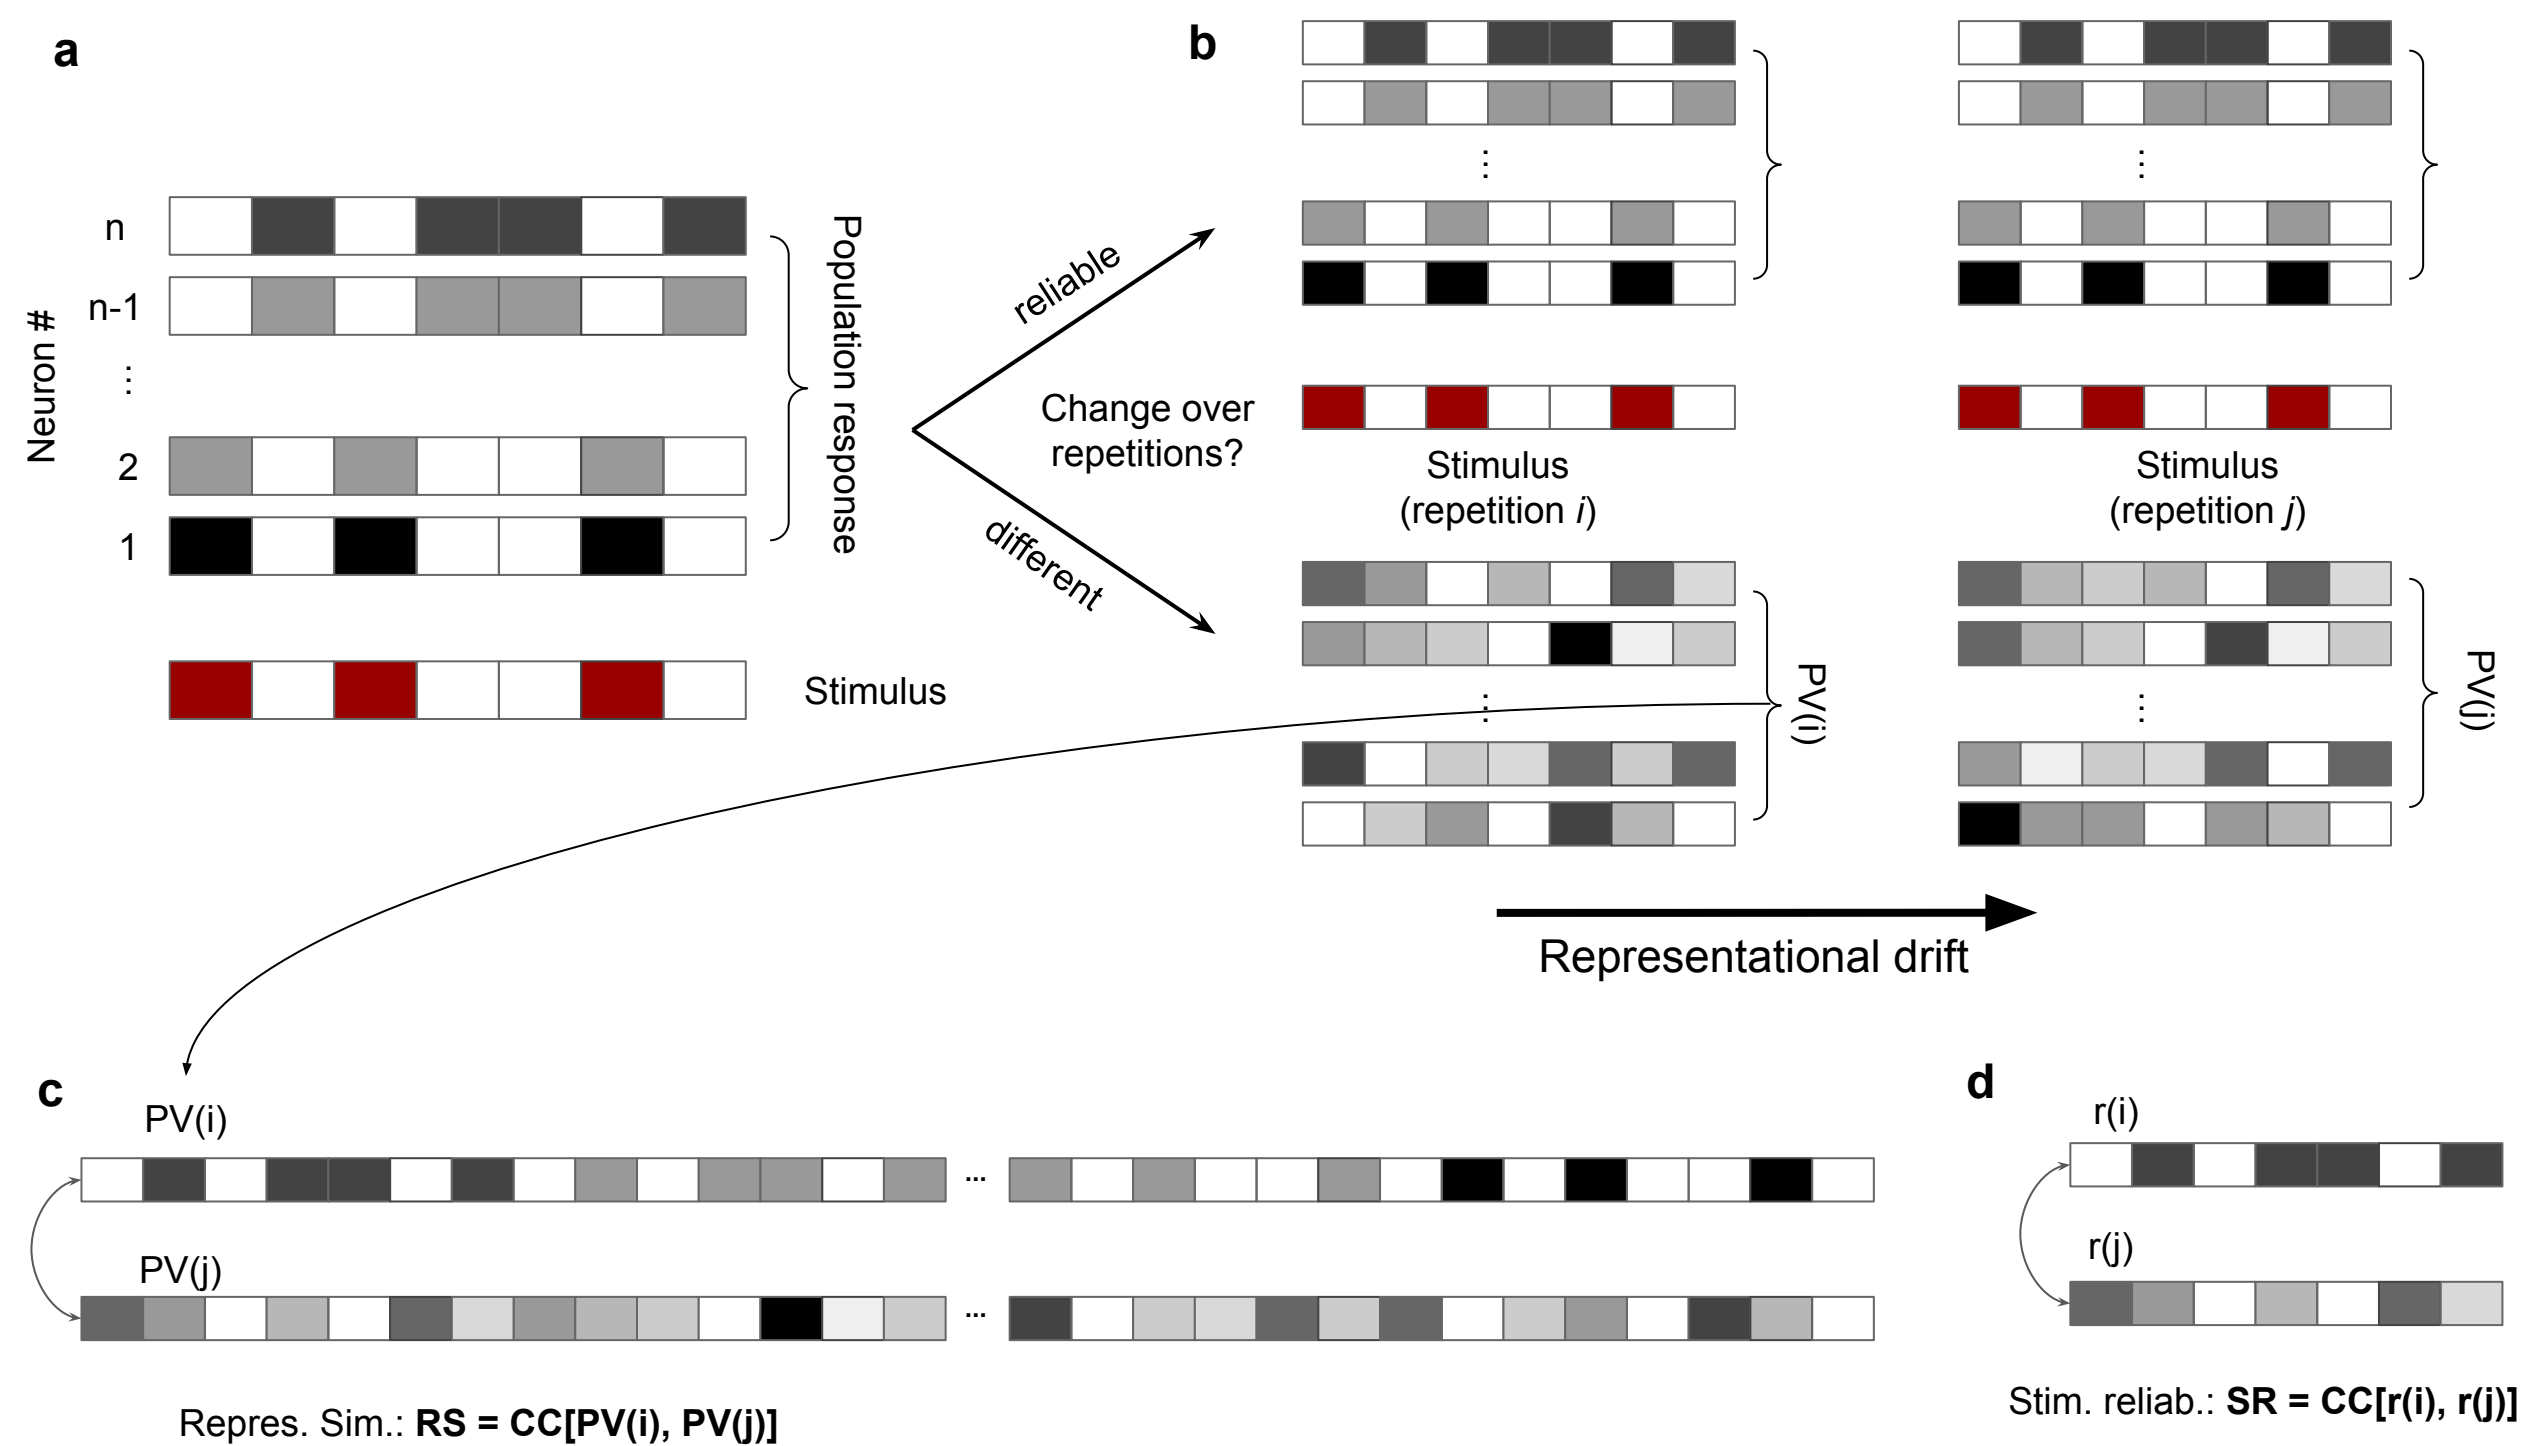 a
Neuron #
n
n-1
...
2
1
Population response
Stimulus
b
reliable
Change over
repetitions?
different
...
...
Stimulus
(repetition i)
Stimulus
(repetition j)
...
PV(i)
...
PV(j)
Representational drift
c
PV(i)
...
PV(j)
...
Repres. Sim.: RS = CC[PV(i), PV(j)]
d
r(i)
r(j)
Stim. reliab.: SR = CC[r(i), r(j)]